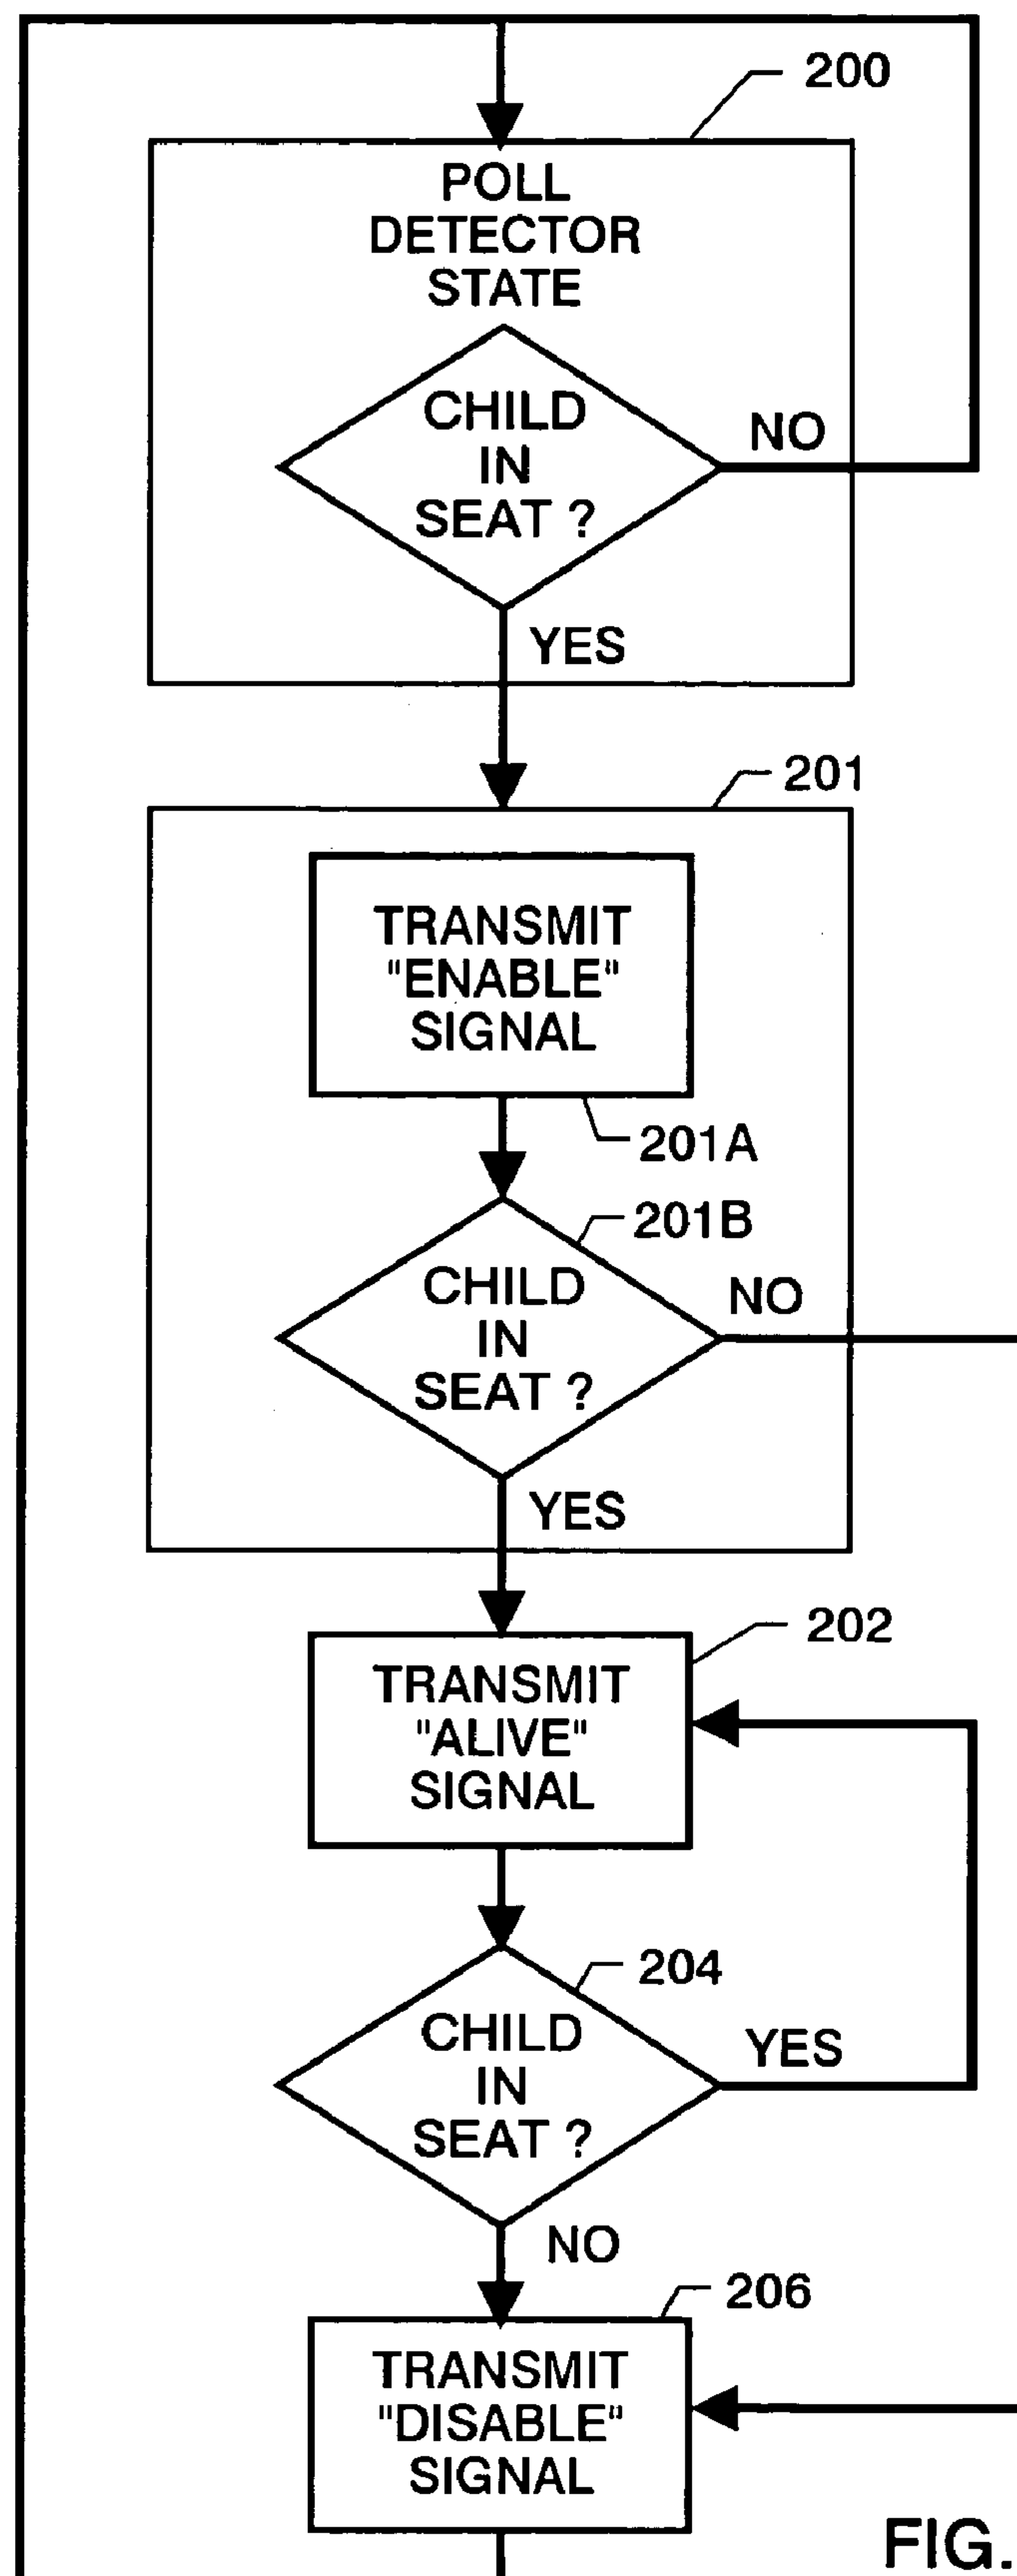 200
POLL
DETECTOR
STATE
CHILD
IN
SEAT ?
NO
YES
201
TRANSMIT
"ENABLE"
SIGNAL
201A
201B
CHILD
IN
SEAT ?
NO
YES
202
TRANSMIT
"ALIVE"
SIGNAL
204
CHILD
IN
SEAT ?
YES
NO
206
TRANSMIT
"DISABLE"
SIGNAL
FIG.